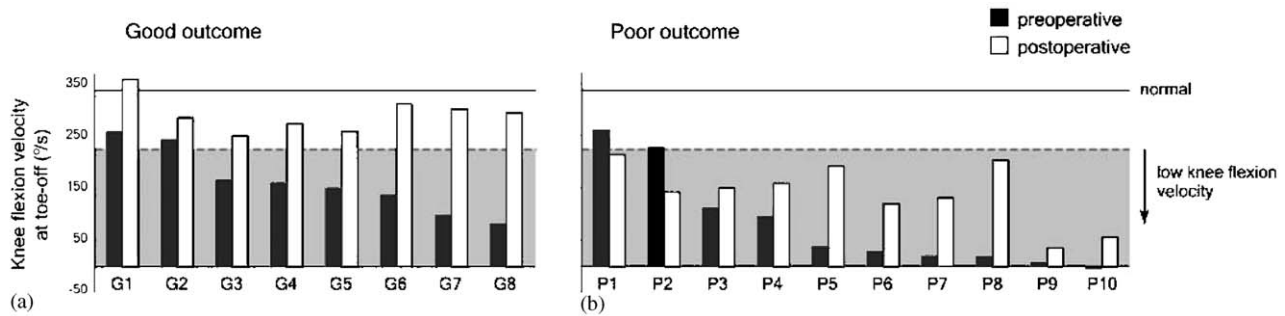 Good outcome
Poor outcome
preoperative
postoperative
Knee flexion velocity
at toe-off (°/s)
350
250
150
50
-50
normal
low knee flexion
velocity
G1 G2 G3 G4 G5 G6 G7 G8
P1 P2 P3 P4 P5 P6 P7 P8 P9 P10
(a)
(b)